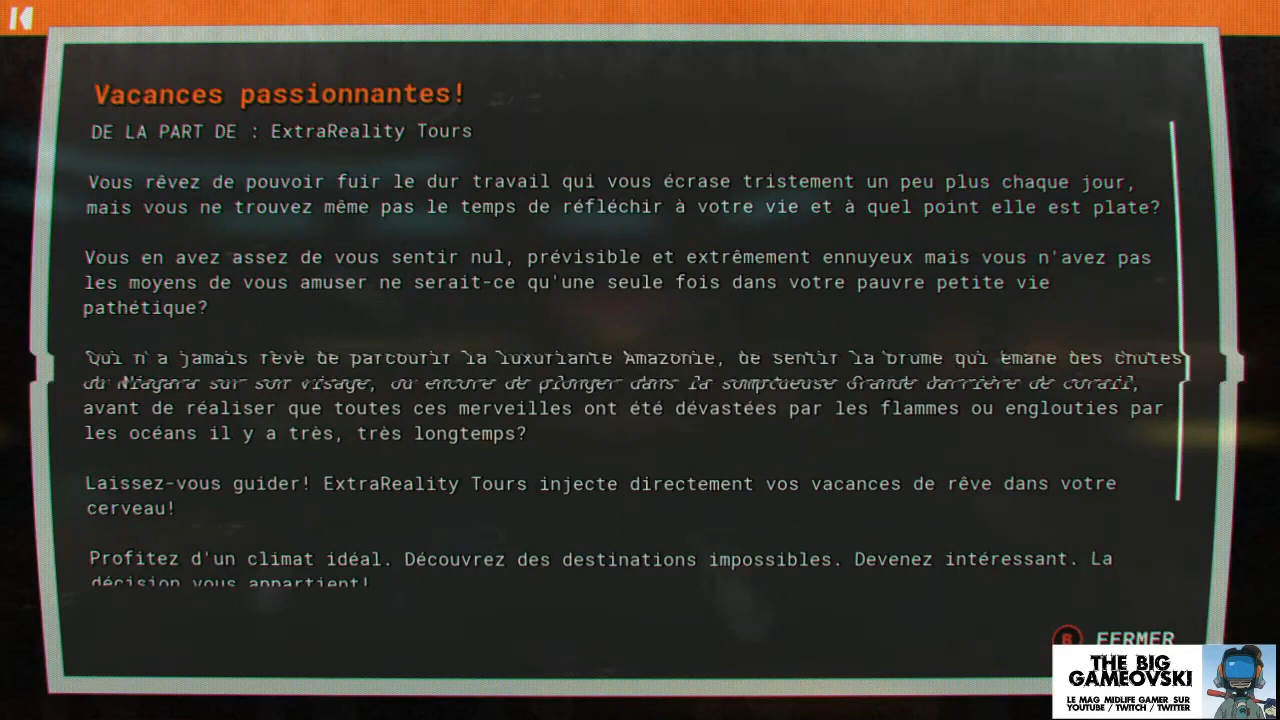 Vacances passionnantes!
DE LA PART DE : ExtraReality Tours
Vous rêvez de pouvoir fuir le dur travail qui vous écrase tristement un peu plus chaque jour,
mais vous ne trouvez même pas le temps de réfléchir à votre vie et à quel point elle est plate?
Vous en avez assez de vous sentir nul, prévisible et extrêmement ennuyeux mais vous n'avez pas
les moyens de vous amuser ne serait-ce qu'une seule fois dans votre pauvre petite vie
pathétique?
Qui n'a jamais rêvé de parcourir la luxuriante Amazonie, de sentir la brume qui émane des chutes
du Niagara sur son visage, ou encore de plonger dans la somptueuse Grande barrière de corail,
avant de réaliser que toutes ces merveilles ont été dévastées par les flammes ou englouties par
les océans il y a très, très longtemps?
Laissez-vous guider! ExtraReality Tours injecte directement vos vacances de rêve dans votre
cerveau!
Profitez d'un climat idéal. Découvrez des destinations impossibles. Devenez intéressant. La
décision vous appartient!
B FERMER
THE BIG
GAMEOVSKI
LE MAG MIDLIFE GAMER SUR
YOUTUBE / TWITCH / TWITTER